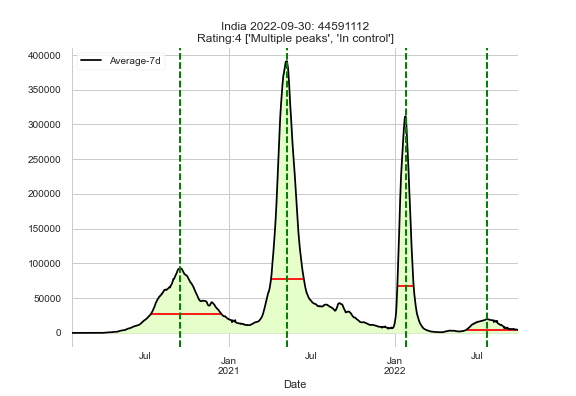 India 2022-09-30: 44591112
Rating:4 ['Multiple peaks', 'In control']
Average-7d
400000
350000
300000
250000
200000
150000
100000
50000
0
Jul
Jan
2021
Jul
Jan
2022
Jul
Date